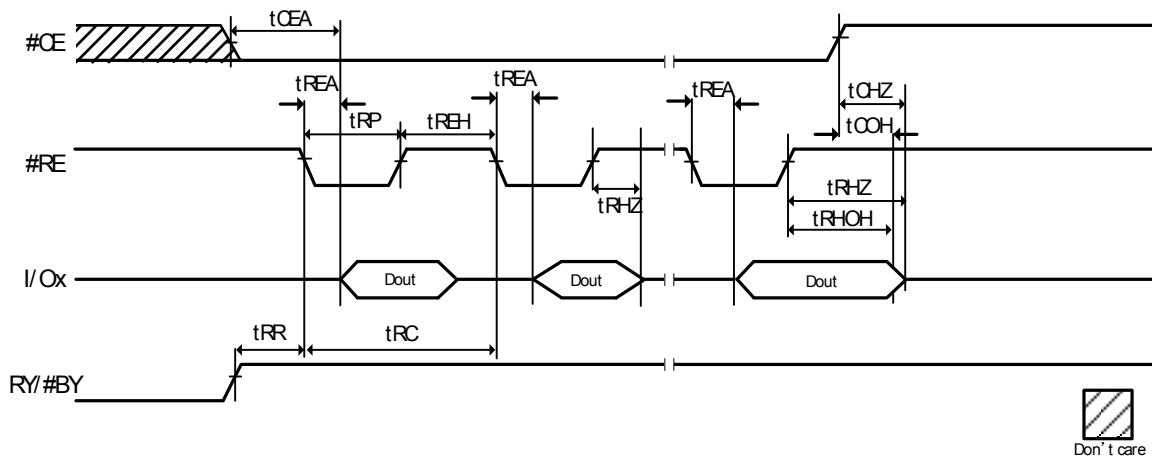 tCEA
#CE
tREA
tREA
tREA
tCHZ
tCOH
tRP
tREH
#RE
tRHZ
tRHZ
tRHOH
I/Ox
Dout
Dout
Dout
tRR
tRC
RY/#BY
Don't care